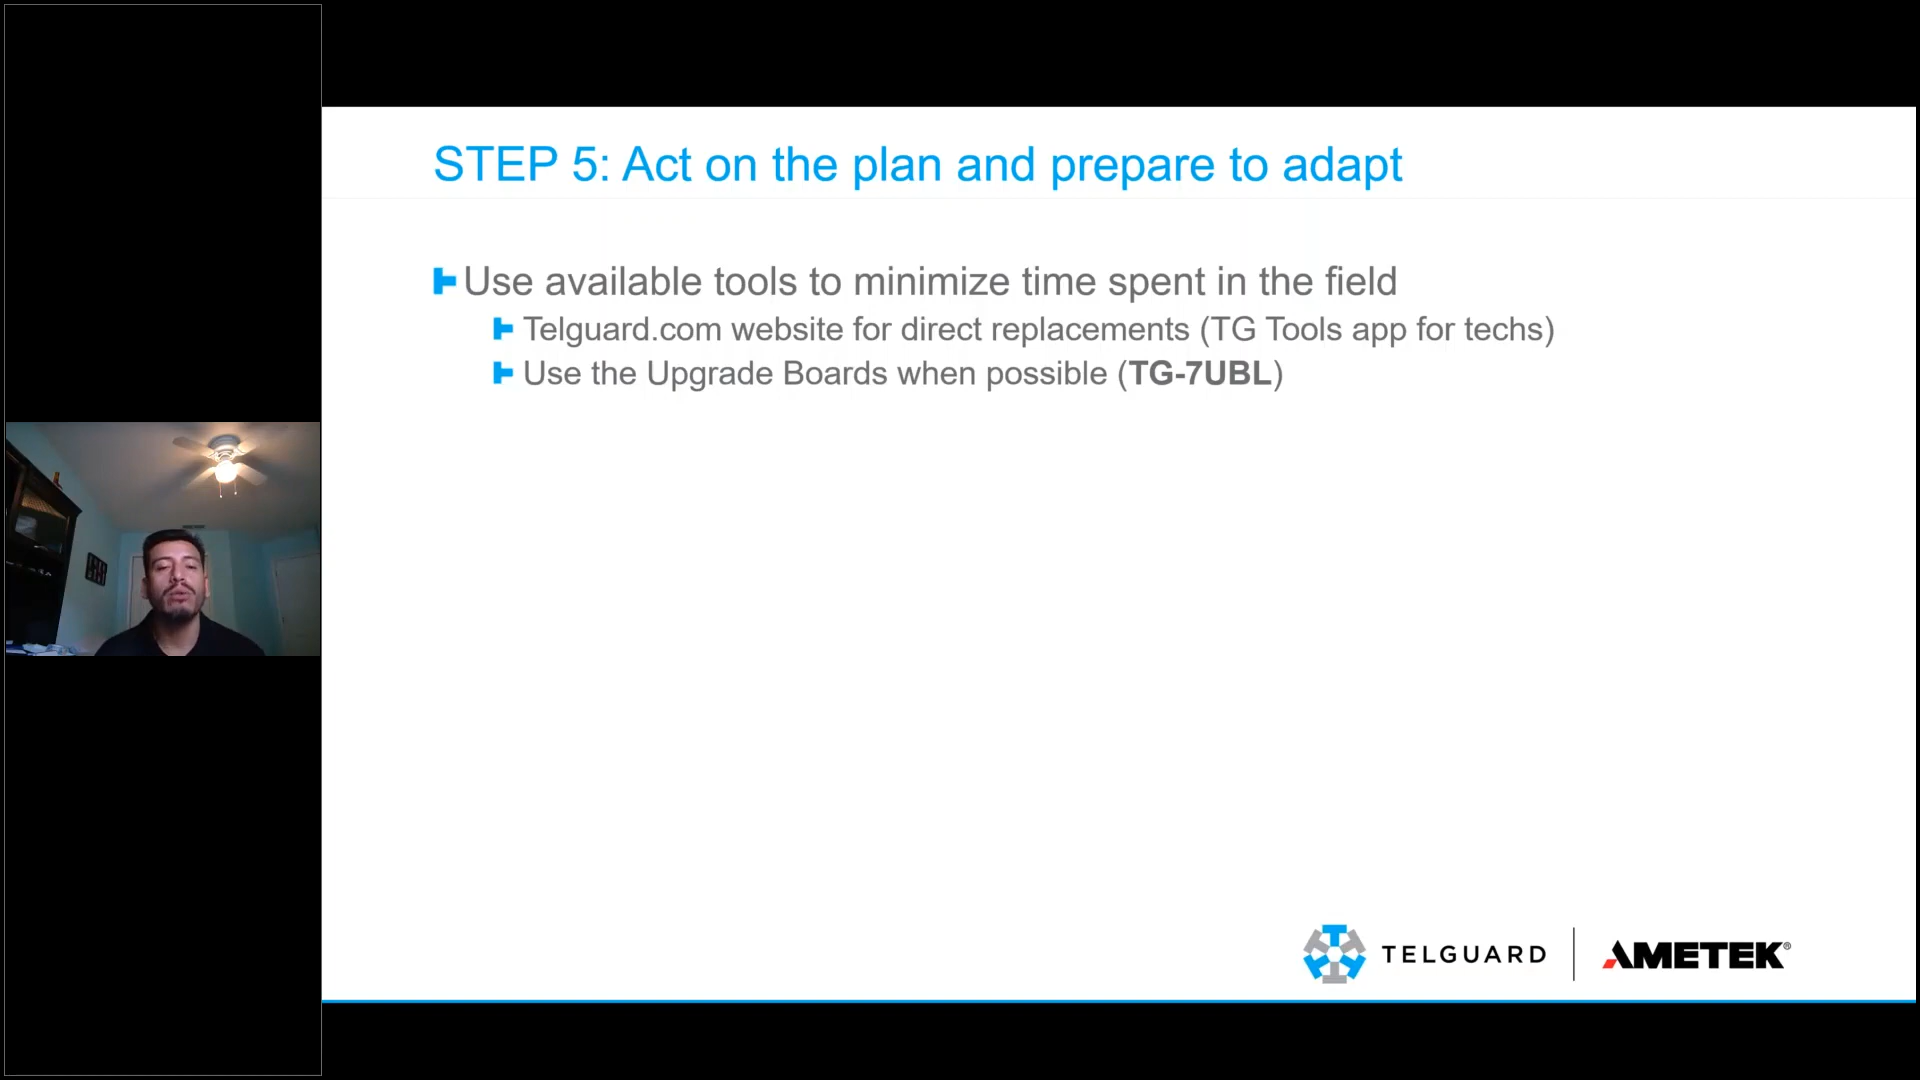 STEP 5: Act on the plan and prepare to adapt
Use available tools to minimize time spent in the field
Telguard.com website for direct replacements (TG Tools app for techs)
Use the Upgrade Boards when possible (TG-7UBL)
TELGUARD
AMETEK®